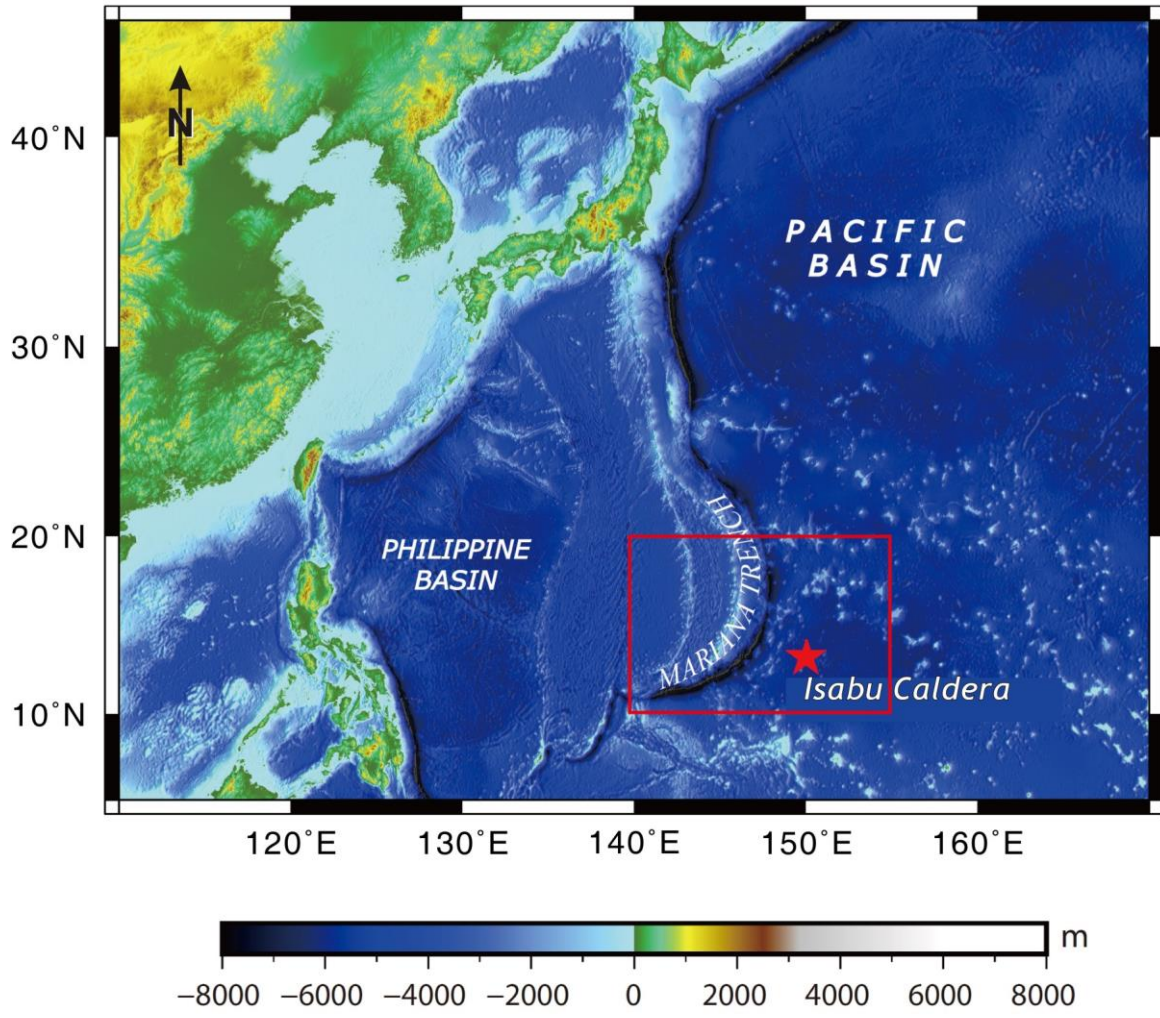 N
40°N
30°N
20°N
10°N
PACIFIC
BASIN
PHILIPPINE
BASIN
MARIANA TRENCH
Isabu Caldera
120°E
130°E
140°E
150°E
160°E
m
−8000
−6000
−4000
−2000
0
2000
4000
6000
8000